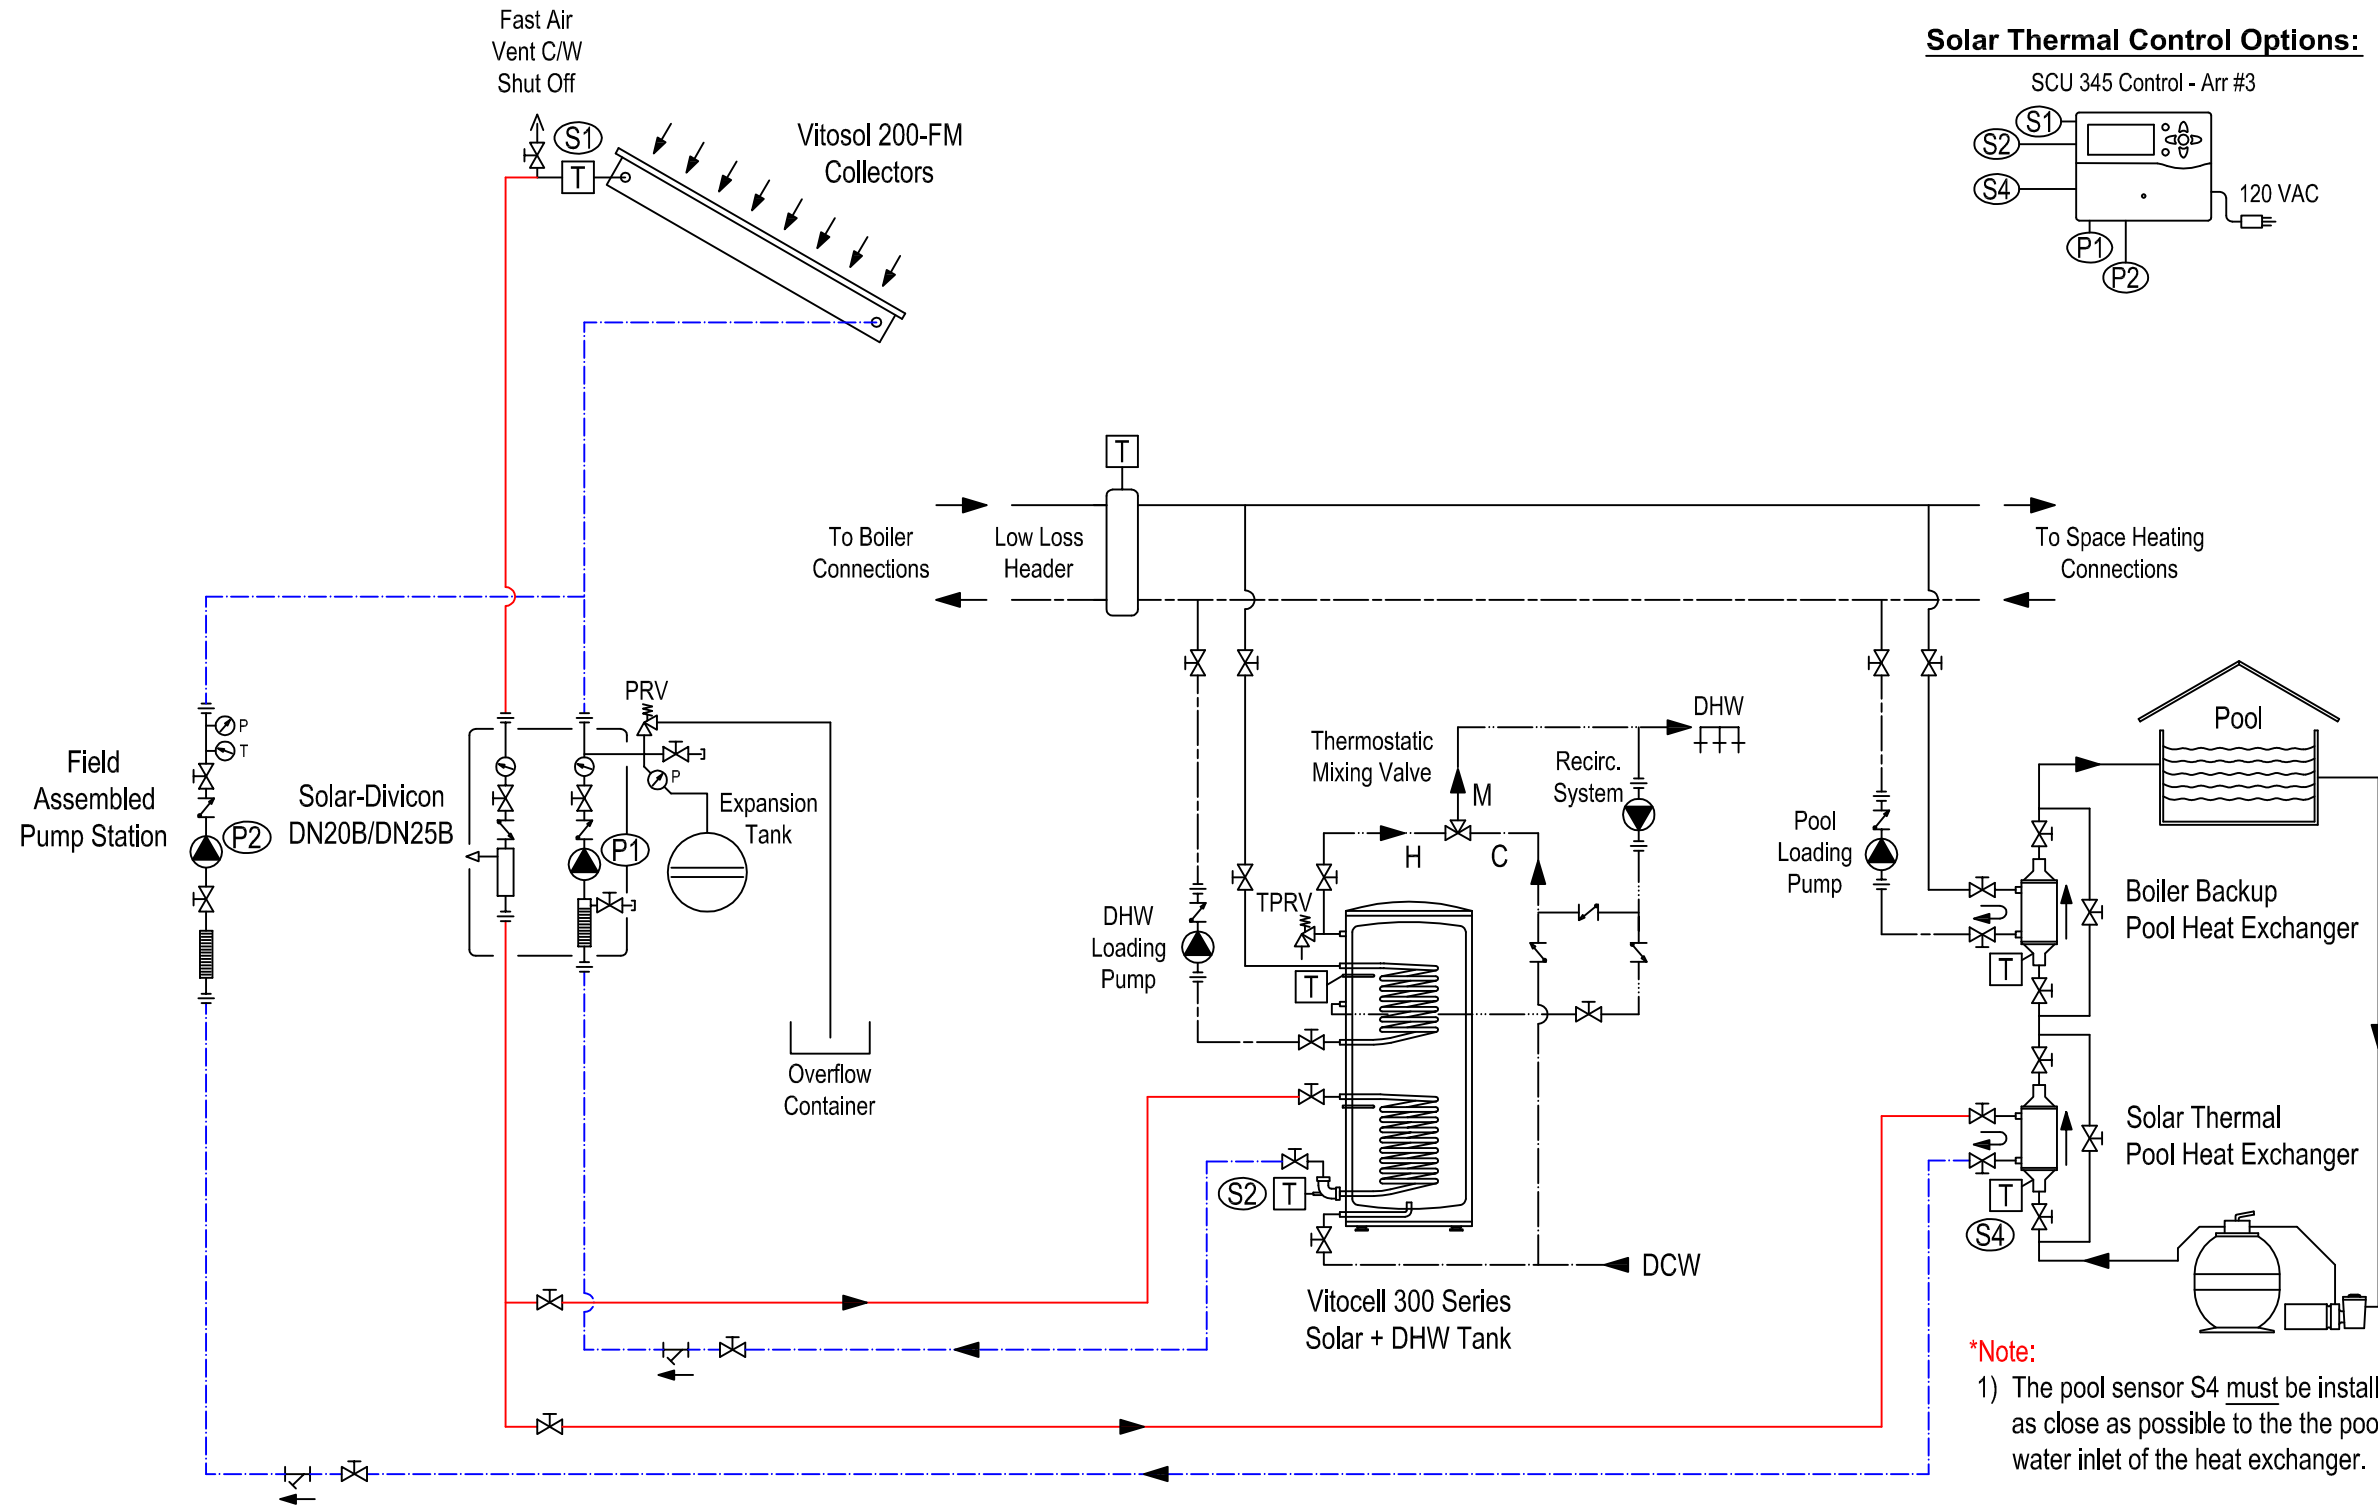 Fast Air
Vent C/W
Shut Off
S1
T
Vitosol 200-FM
Collectors
Solar Thermal Control Options:
SCU 345 Control - Arr #3
S1
S2
S4
120 VAC
P1
P2
T
To Boiler
Connections
Low Loss
Header
To Space Heating
Connections
PRV
P
T
P
Field
Assembled
Pump Station
P2
Solar-Divicon
DN20B/DN25B
P1
Expansion
Tank
Overflow
Container
DHW
Thermostatic
Mixing Valve
M
H
C
Recirc.
System
TPRV
DHW
Loading
Pump
T
Pool
Pool
Loading
Pump
Boiler Backup
Pool Heat Exchanger
T
Solar Thermal
Pool Heat Exchanger
T
S4
S2
T
DCW
Vitocell 300 Series
Solar + DHW Tank
*Note:
1) The pool sensor S4 must be install
as close as possible to the the poo
water inlet of the heat exchanger.